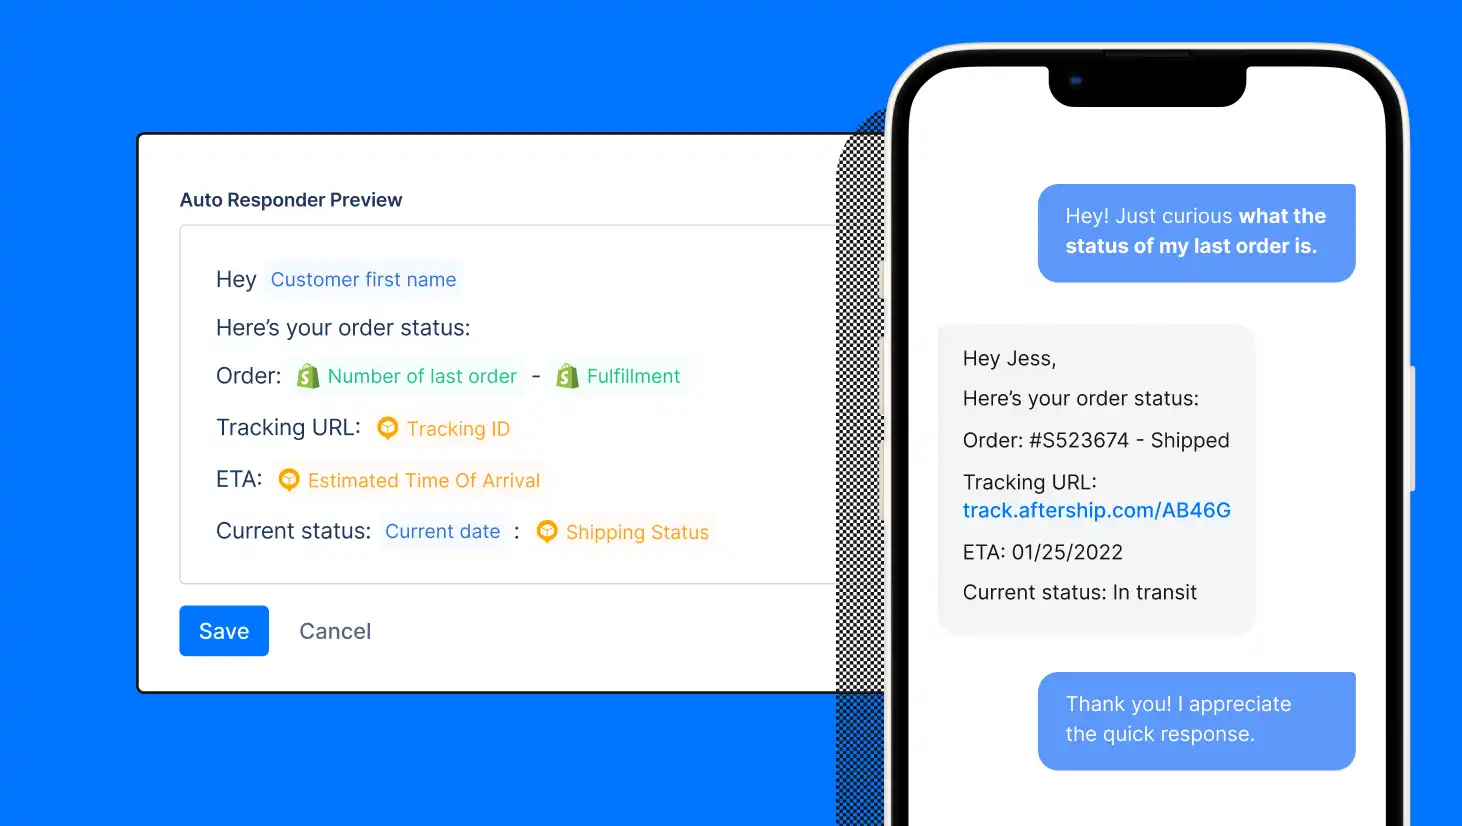 Auto Responder Preview
Hey Customer first name
Here’s your order status:
Order: Number of last order - Fulfillment
Tracking URL: Tracking ID
ETA: Estimated Time Of Arrival
Current status: Current date : Shipping Status
Save Cancel
Hey! Just curious what the
status of my last order is.
Hey Jess,
Here’s your order status:
Order: #S523674 - Shipped
Tracking URL:
track.aftership.com/AB46G
ETA: 01/25/2022
Current status: In transit
Thank you! I appreciate
the quick response.